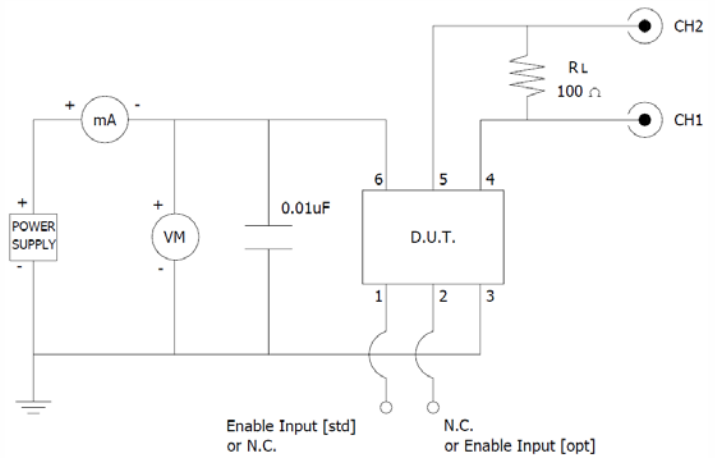 CH2
RL
100 Ω
CH1
+ mA -
6 5 4
+
POWER
SUPPLY
-
+
VM
-
0.01uF
D.U.T.
1 2 3
Enable Input [std]
or N.C.
N.C.
or Enable Input [opt]